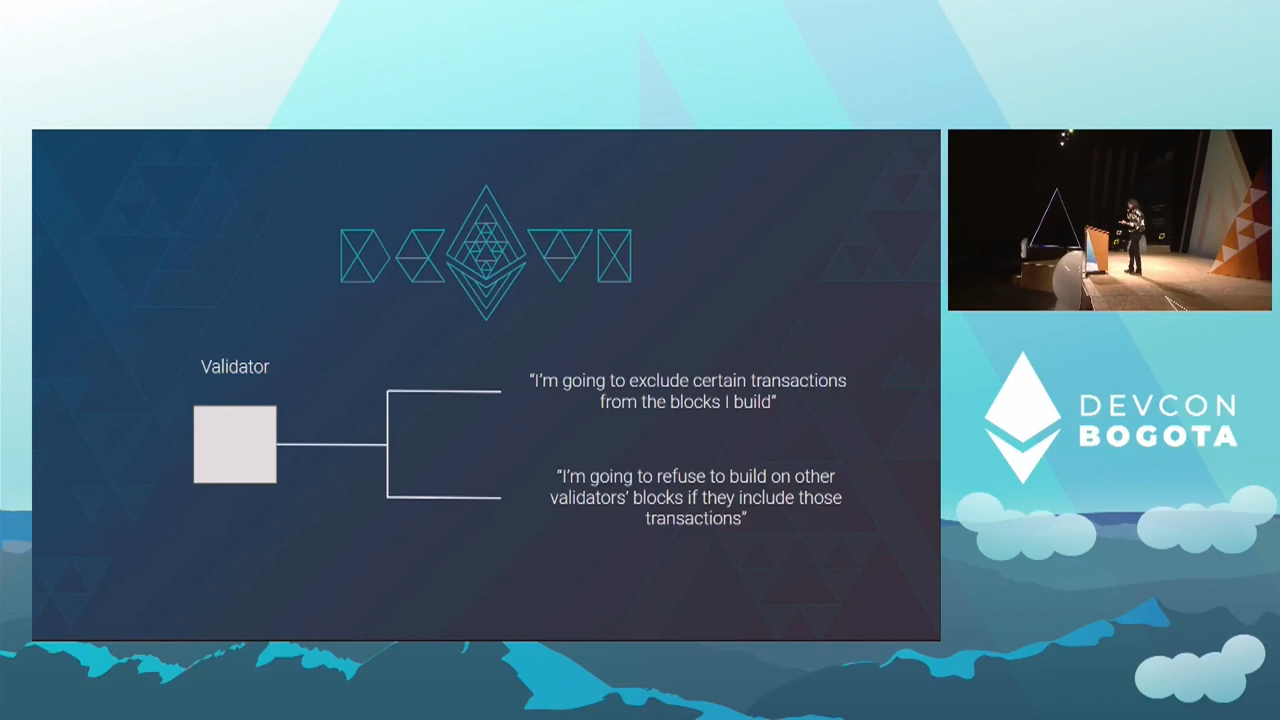 Validator
“I’m going to exclude certain transactions
from the blocks I build”
“I’m going to refuse to build on other
validators’ blocks if they include those
transactions”
DEVCON
BOGOTA